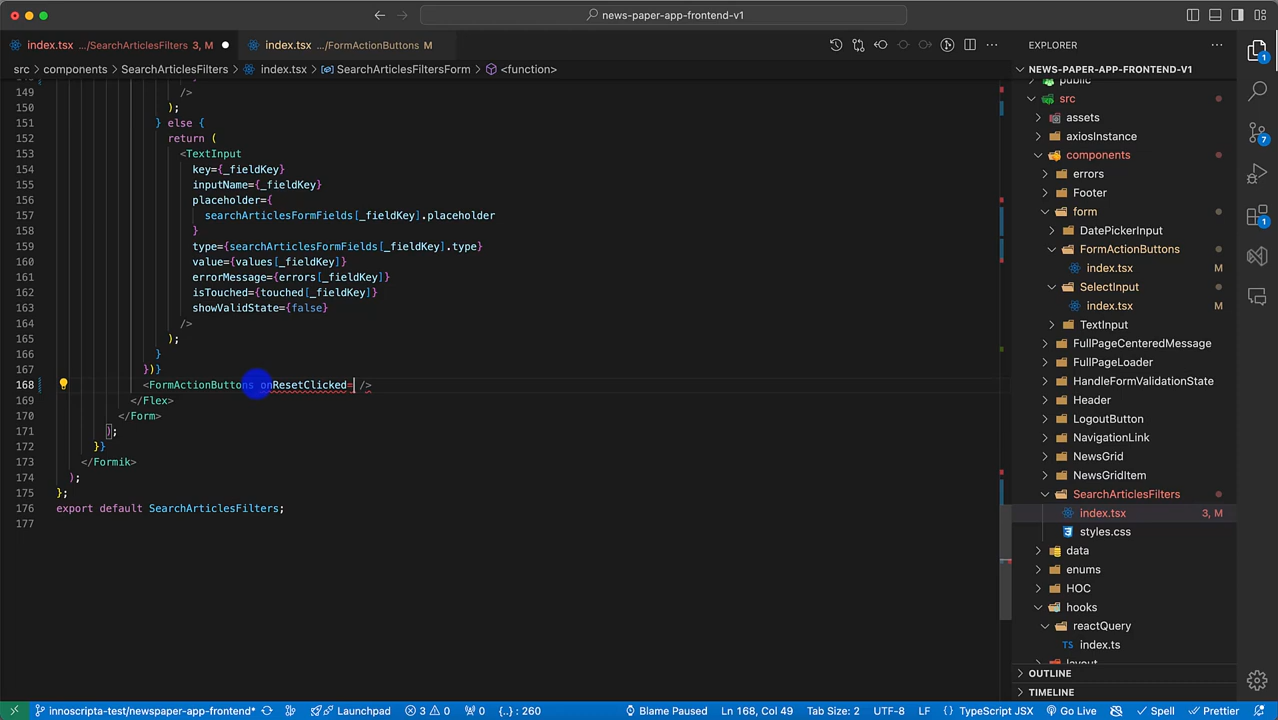 news-paper-app-frontend-v1
index.tsx .../SearchArticlesFilters 3, M
index.tsx .../FormActionButtons M
EXPLORER
src > components > SearchArticlesFilters > index.tsx > SearchArticlesFiltersForm > <function>
149 />
150 );
151 } else {
152 return (
153 <TextInput
154 key={_fieldKey}
155 inputName={_fieldKey}
156 placeholder={
157 searchArticlesFormFields[_fieldKey].placeholder
158 }
159 type={searchArticlesFormFields[_fieldKey].type}
160 value={values[_fieldKey]}
161 errorMessage={errors[_fieldKey]}
162 isTouched={touched[_fieldKey]}
163 showValidState={false}
164 />
165 );
166 }
167 })}
168 <FormActionButtons onResetClicked= />
169 </Flex>
170 </Form>
171 );
172 }}
173 </Formik>
174 );
175 };
176 export default SearchArticlesFilters;
177
NEWS-PAPER-APP-FRONTEND-V1
public
src
assets
axiosInstance
components
errors
Footer
form
DatePickerInput
FormActionButtons
index.tsx M
SelectInput
index.tsx M
TextInput
FullPageCenteredMessage
FullPageLoader
HandleFormValidationState
Header
LogoutButton
NavigationLink
NewsGrid
NewsGridItem
SearchArticlesFilters
index.tsx 3, M
styles.css
data
enums
HOC
hooks
reactQuery
TS index.ts
layout
OUTLINE
TIMELINE
1
7
1
innoscripta-test/newspaper-app-frontend* Launchpad 3 0 0 {..} : 260 Blame Paused Ln 168, Col 49 Tab Size: 2 UTF-8 LF {} TypeScript JSX Go Live Spell Prettier